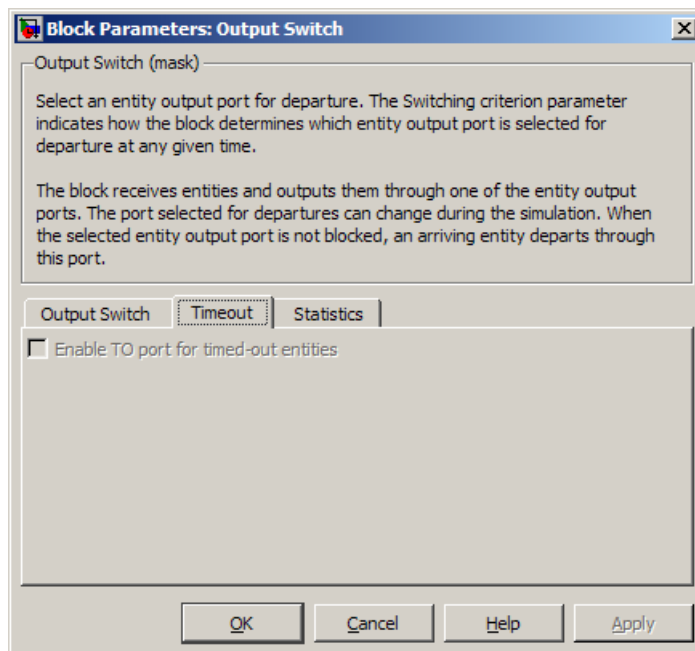 Block Parameters: Output Switch
Output Switch (mask)
Select an entity output port for departure. The Switching criterion parameter
indicates how the block determines which entity output port is selected for
departure at any given time.
The block receives entities and outputs them through one of the entity output
ports. The port selected for departures can change during the simulation. When
the selected entity output port is not blocked, an arriving entity departs through
this port.
Output Switch Timeout Statistics
Enable TO port for timed-out entities
OK Cancel Help Apply